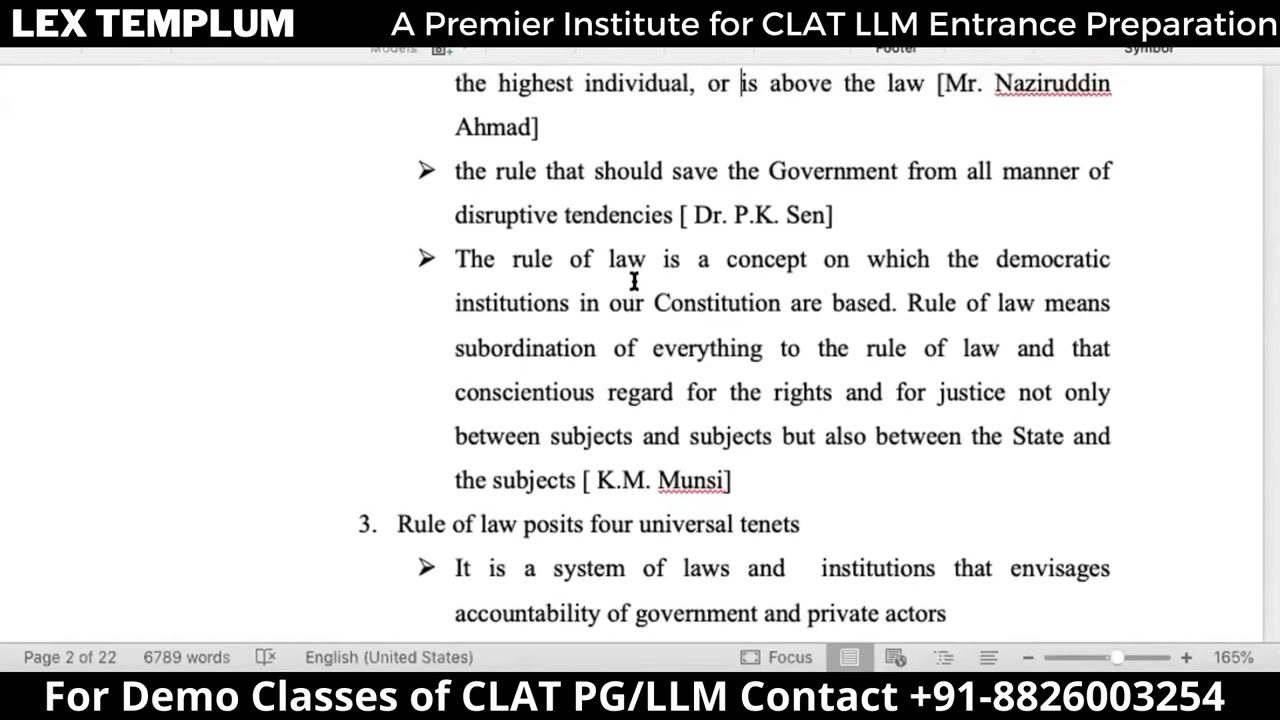 LEX TEMPLUM A Premier Institute for CLAT LLM Entrance Preparation
Footer Symbol
the highest individual, or is above the law [Mr. Naziruddin
Ahmad]
➢ the rule that should save the Government from all manner of
disruptive tendencies [ Dr. P.K. Sen]
➢ The rule of law is a concept on which the democratic
institutions in our Constitution are based. Rule of law means
subordination of everything to the rule of law and that
conscientious regard for the rights and for justice not only
between subjects and subjects but also between the State and
the subjects [ K.M. Munsi]
3. Rule of law posits four universal tenets
➢ It is a system of laws and institutions that envisages
accountability of government and private actors
Page 2 of 22 6789 words English (United States) Focus 165%
For Demo Classes of CLAT PG/LLM Contact +91-8826003254